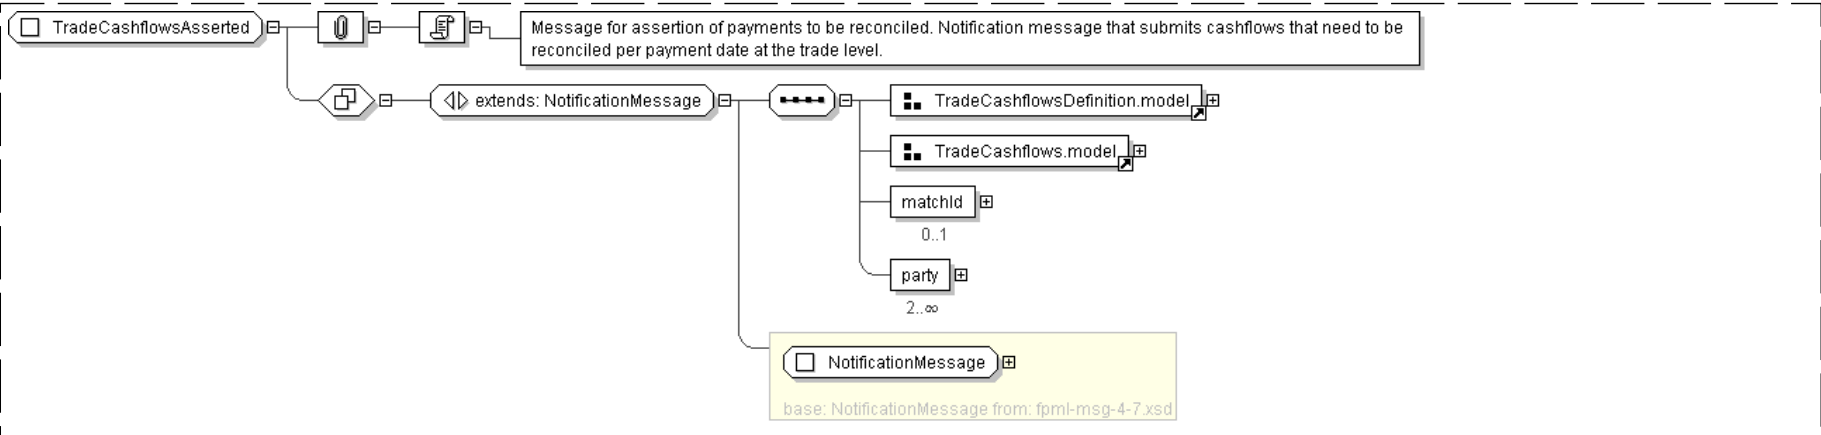 TradeCashflowsAsserted
Message for assertion of payments to be reconciled. Notification message that submits cashflows that need to be
reconciled per payment date at the trade level.
extends: NotificationMessage
TradeCashflowsDefinition.model
TradeCashflows.model
matchId
0..1
party
2..∞
NotificationMessage
base: NotificationMessage from: fpml-msg-4-7.xsd